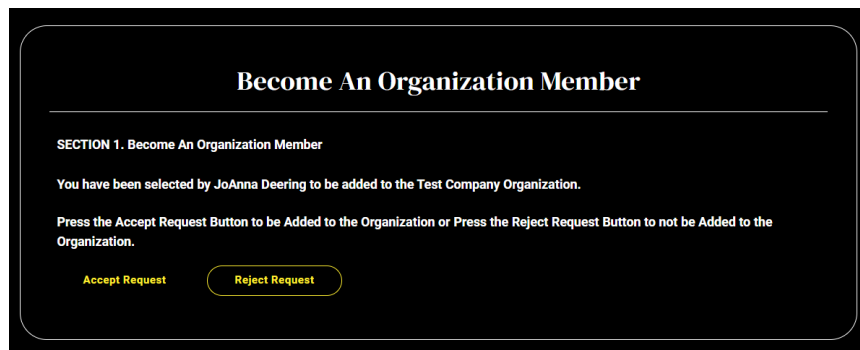 Become An Organization Member
SECTION 1. Become An Organization Member
You have been selected by JoAnna Deering to be added to the Test Company Organization.
Press the Accept Request Button to be Added to the Organization or Press the Reject Request Button to not be Added to the
Organization.
Accept Request
Reject Request